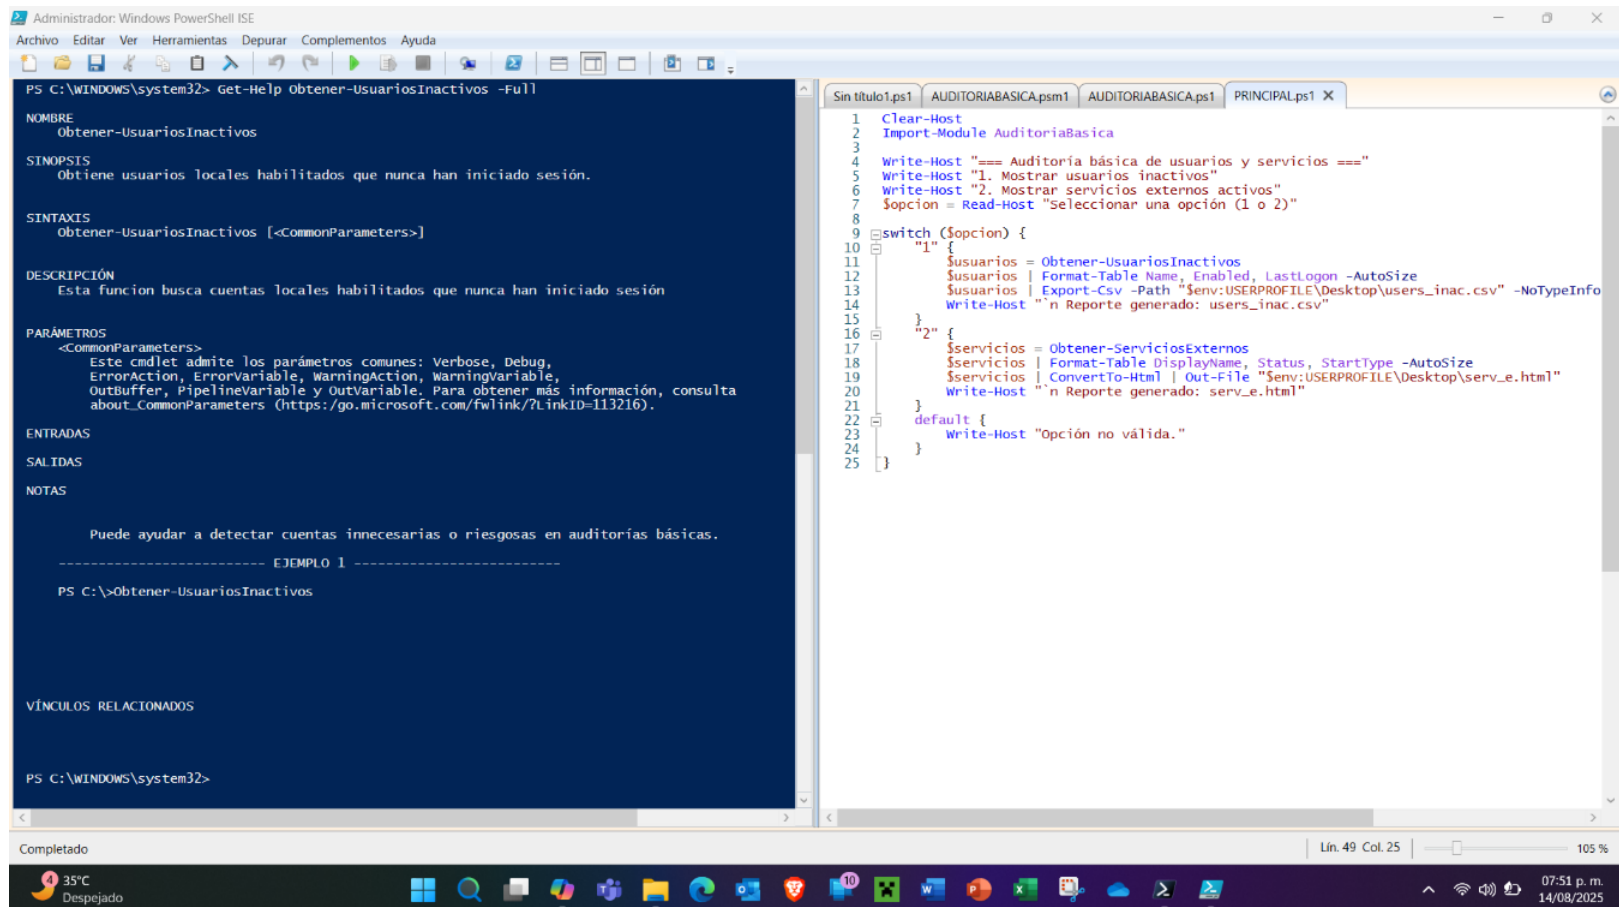 Administrador: Windows PowerShell ISE
Archivo Editar Ver Herramientas Depurar Complementos Ayuda
PS C:\WINDOWS\system32> Get-Help Obtener-UsuariosInactivos -Full
NOMBRE
Obtener-UsuariosInactivos
SINOPSIS
Obtiene usuarios locales habilitados que nunca han iniciado sesión.
SINTAXIS
Obtener-UsuariosInactivos [<CommonParameters>]
DESCRIPCIÓN
Esta funcion busca cuentas locales habilitados que nunca han iniciado sesión
PARÁMETROS
<CommonParameters>
Este cmdlet admite los parámetros comunes: Verbose, Debug,
ErrorAction, ErrorVariable, WarningAction, WarningVariable,
OutBuffer, PipelineVariable y OutVariable. Para obtener más información, consulta
about_CommonParameters (https:/go.microsoft.com/fwlink/?LinkID=113216).
ENTRADAS
SALIDAS
NOTAS
Puede ayudar a detectar cuentas innecesarias o riesgosas en auditorías básicas.
-------------------------- EJEMPLO 1 --------------------------
PS C:\>Obtener-UsuariosInactivos
VÍNCULOS RELACIONADOS
PS C:\WINDOWS\system32>
Sin título1.ps1 AUDITORIABASICA.psm1 AUDITORIABASICA.ps1 PRINCIPAL.ps1 X
1 Clear-Host
2 Import-Module AuditoriaBasica
3
4 Write-Host "=== Auditoría básica de usuarios y servicios ==="
5 Write-Host "1. Mostrar usuarios inactivos"
6 Write-Host "2. Mostrar servicios externos activos"
7 $opcion = Read-Host "Seleccionar una opción (1 o 2)"
8
9 switch ($opcion) {
10 "1" {
11 $usuarios = Obtener-UsuariosInactivos
12 $usuarios | Format-Table Name, Enabled, LastLogon -AutoSize
13 $usuarios | Export-Csv -Path "$env:USERPROFILE\Desktop\users_inac.csv" -NoTypeInfo
14 Write-Host "`n Reporte generado: users_inac.csv"
15 }
16 "2" {
17 $servicios = Obtener-ServiciosExternos
18 $servicios | Format-Table DisplayName, Status, StartType -AutoSize
19 $servicios | ConvertTo-Html | Out-File "$env:USERPROFILE\Desktop\serv_e.html"
20 Write-Host "`n Reporte generado: serv_e.html"
21 }
22 default {
23 Write-Host "Opción no válida."
24 }
25 }
Completado
Lín. 49 Col. 25
105 %
4
35°C
Despejado
10
07:51 p. m.
14/08/2025